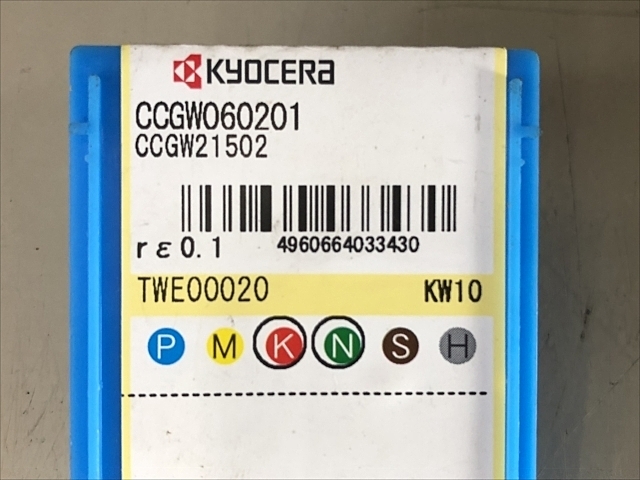 KYOCERA
CCGW060201
CCGW21502
rε0.1 4960664033430
TWE00020 KW10
P M K N S H